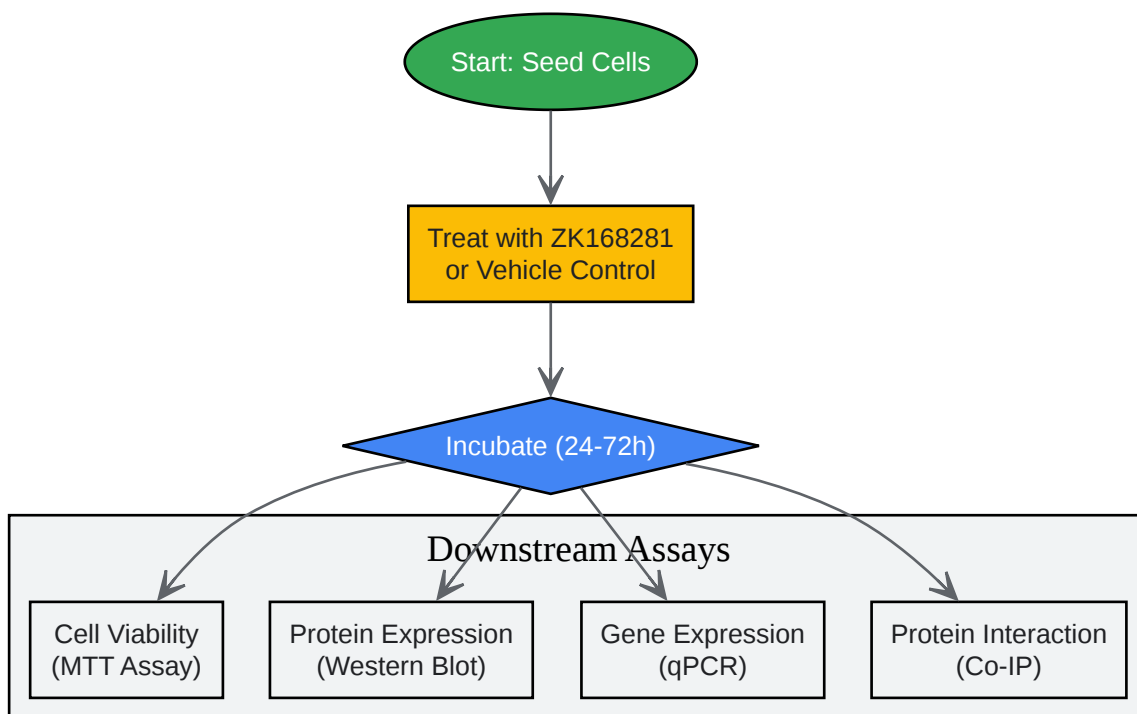 Start: Seed Cells
Treat with ZK168281
or Vehicle Control
Incubate (24-72h)
Downstream Assays
Cell Viability
(MTT Assay)
Protein Expression
(Western Blot)
Gene Expression
(qPCR)
Protein Interaction
(Co-IP)